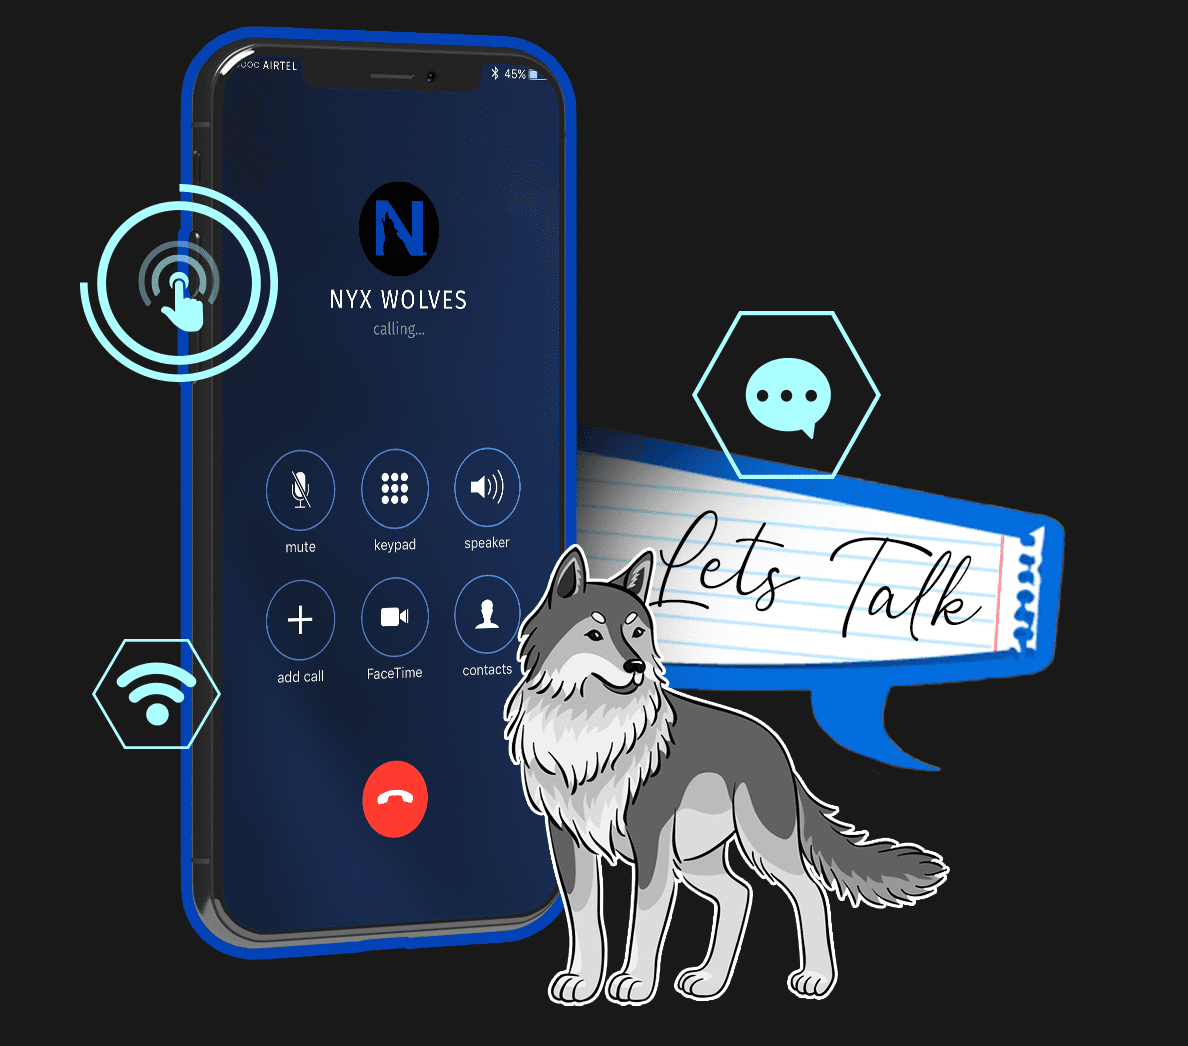 AIRTEL
45%
N
NYX WOLVES
calling...
mute keypad speaker
add call FaceTime contacts
Lets Talk